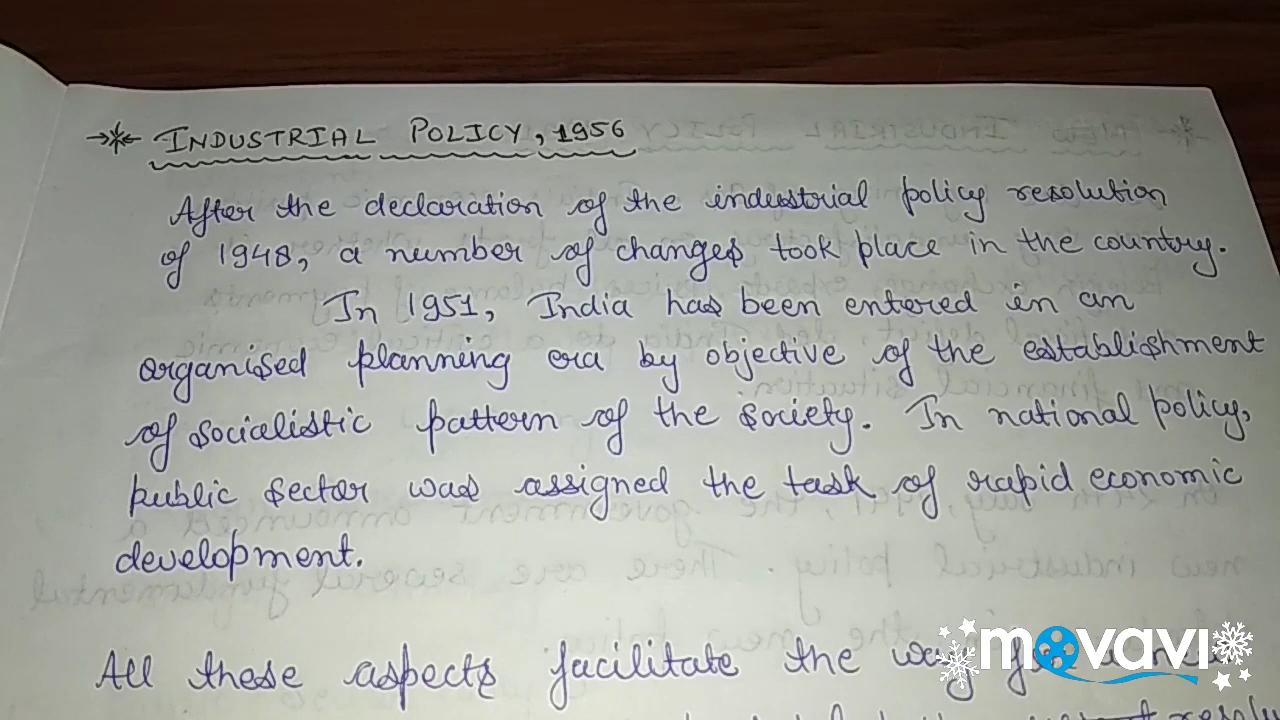 INDUSTRIAL POLICY, 1956
After the declaration of the industrial policy resolution
of 1948, a number of changes took place in the country.
In 1951, India has been entered in an
organised planning era by objective of the establishment
of socialistic pattern of the society. In national policy,
public sector was assigned the task of rapid economic
development.
All these aspects facilitate the way for a new
movavi